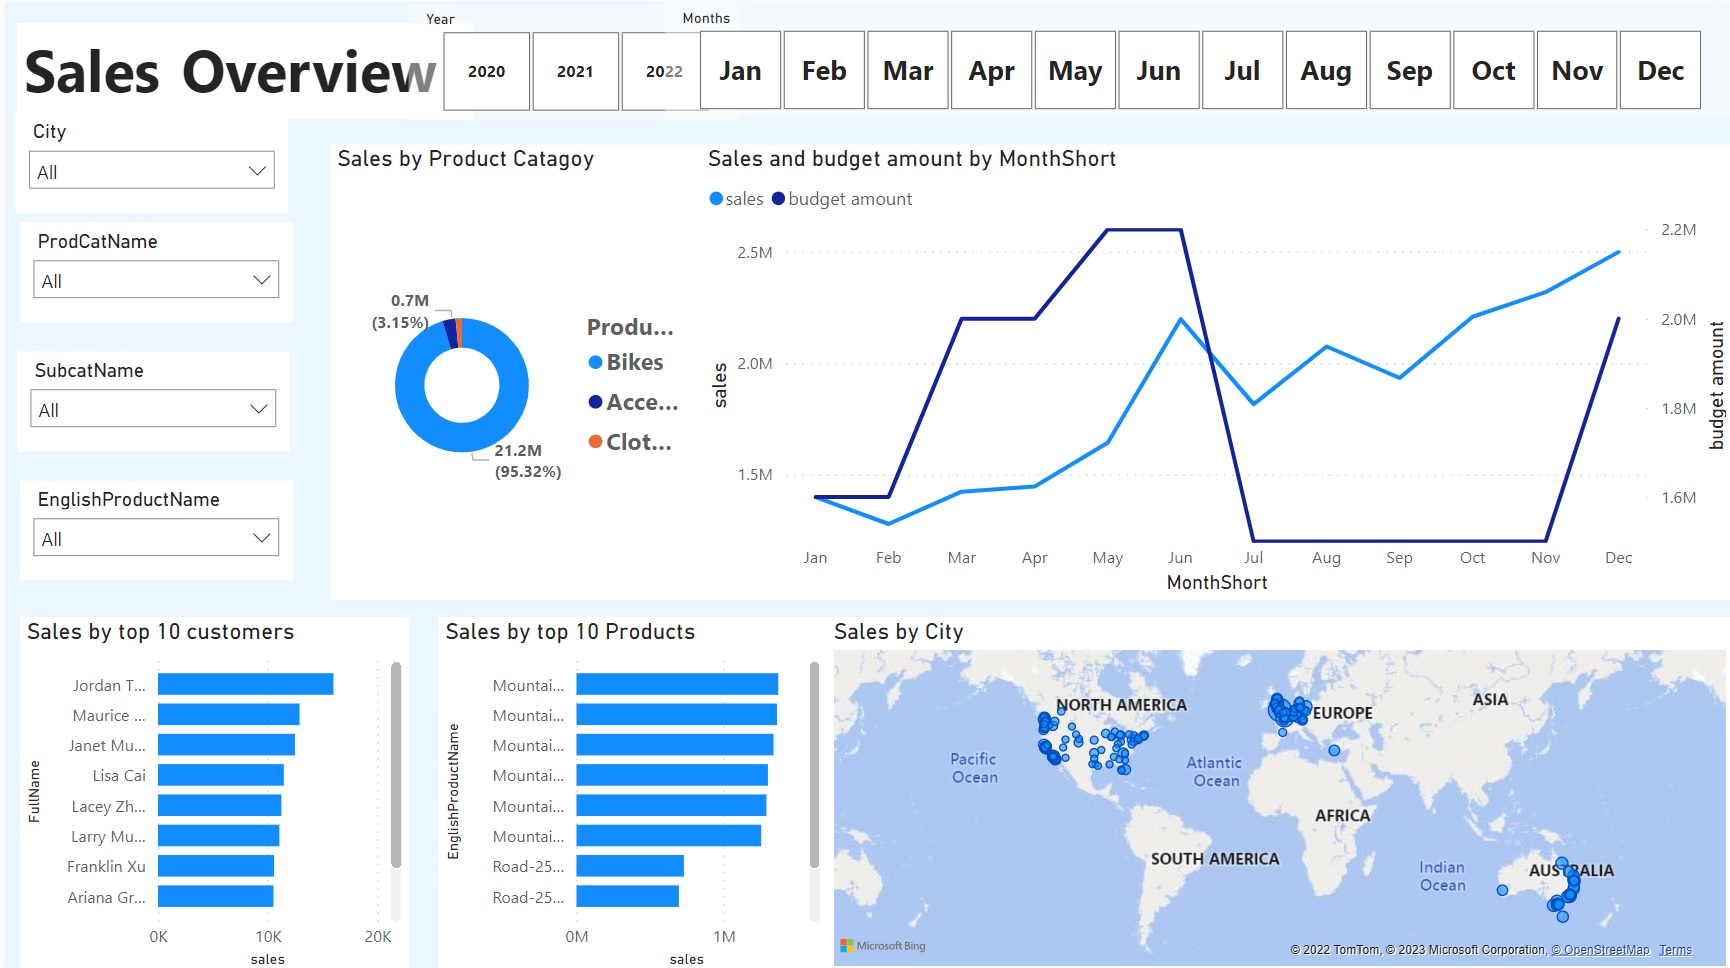 Year
Months
Sales Overview
2020
2021
2022
Jan
Feb
Mar
Apr
May
Jun
Jul
Aug
Sep
Oct
Nov
Dec
City
All
ProdCatName
All
SubcatName
All
EnglishProductName
All
Sales by Product Catagoy
0.7M
(3.15%)
21.2M
(95.32%)
Produ...
Bikes
Acce...
Clot...
Sales and budget amount by MonthShort
sales
budget amount
2.5M
2.0M
1.5M
sales
2.2M
2.0M
1.8M
1.6M
budget amount
Jan
Feb
Mar
Apr
May
Jun
Jul
Aug
Sep
Oct
Nov
Dec
MonthShort
Sales by top 10 customers
FullName
Jordan T...
Maurice ...
Janet Mu...
Lisa Cai
Lacey Zh...
Larry Mu...
Franklin Xu
Ariana Gr...
0K
10K
20K
sales
Sales by top 10 Products
EnglishProductName
Mountai...
Mountai...
Mountai...
Mountai...
Mountai...
Mountai...
Road-25...
Road-25...
0M
1M
sales
Sales by City
NORTH AMERICA
EUROPE
ASIA
Pacific
Ocean
Atlantic
Ocean
AFRICA
SOUTH AMERICA
Indian
Ocean
AUSTRALIA
Microsoft Bing
© 2022 TomTom, © 2023 Microsoft Corporation, © OpenStreetMap Terms